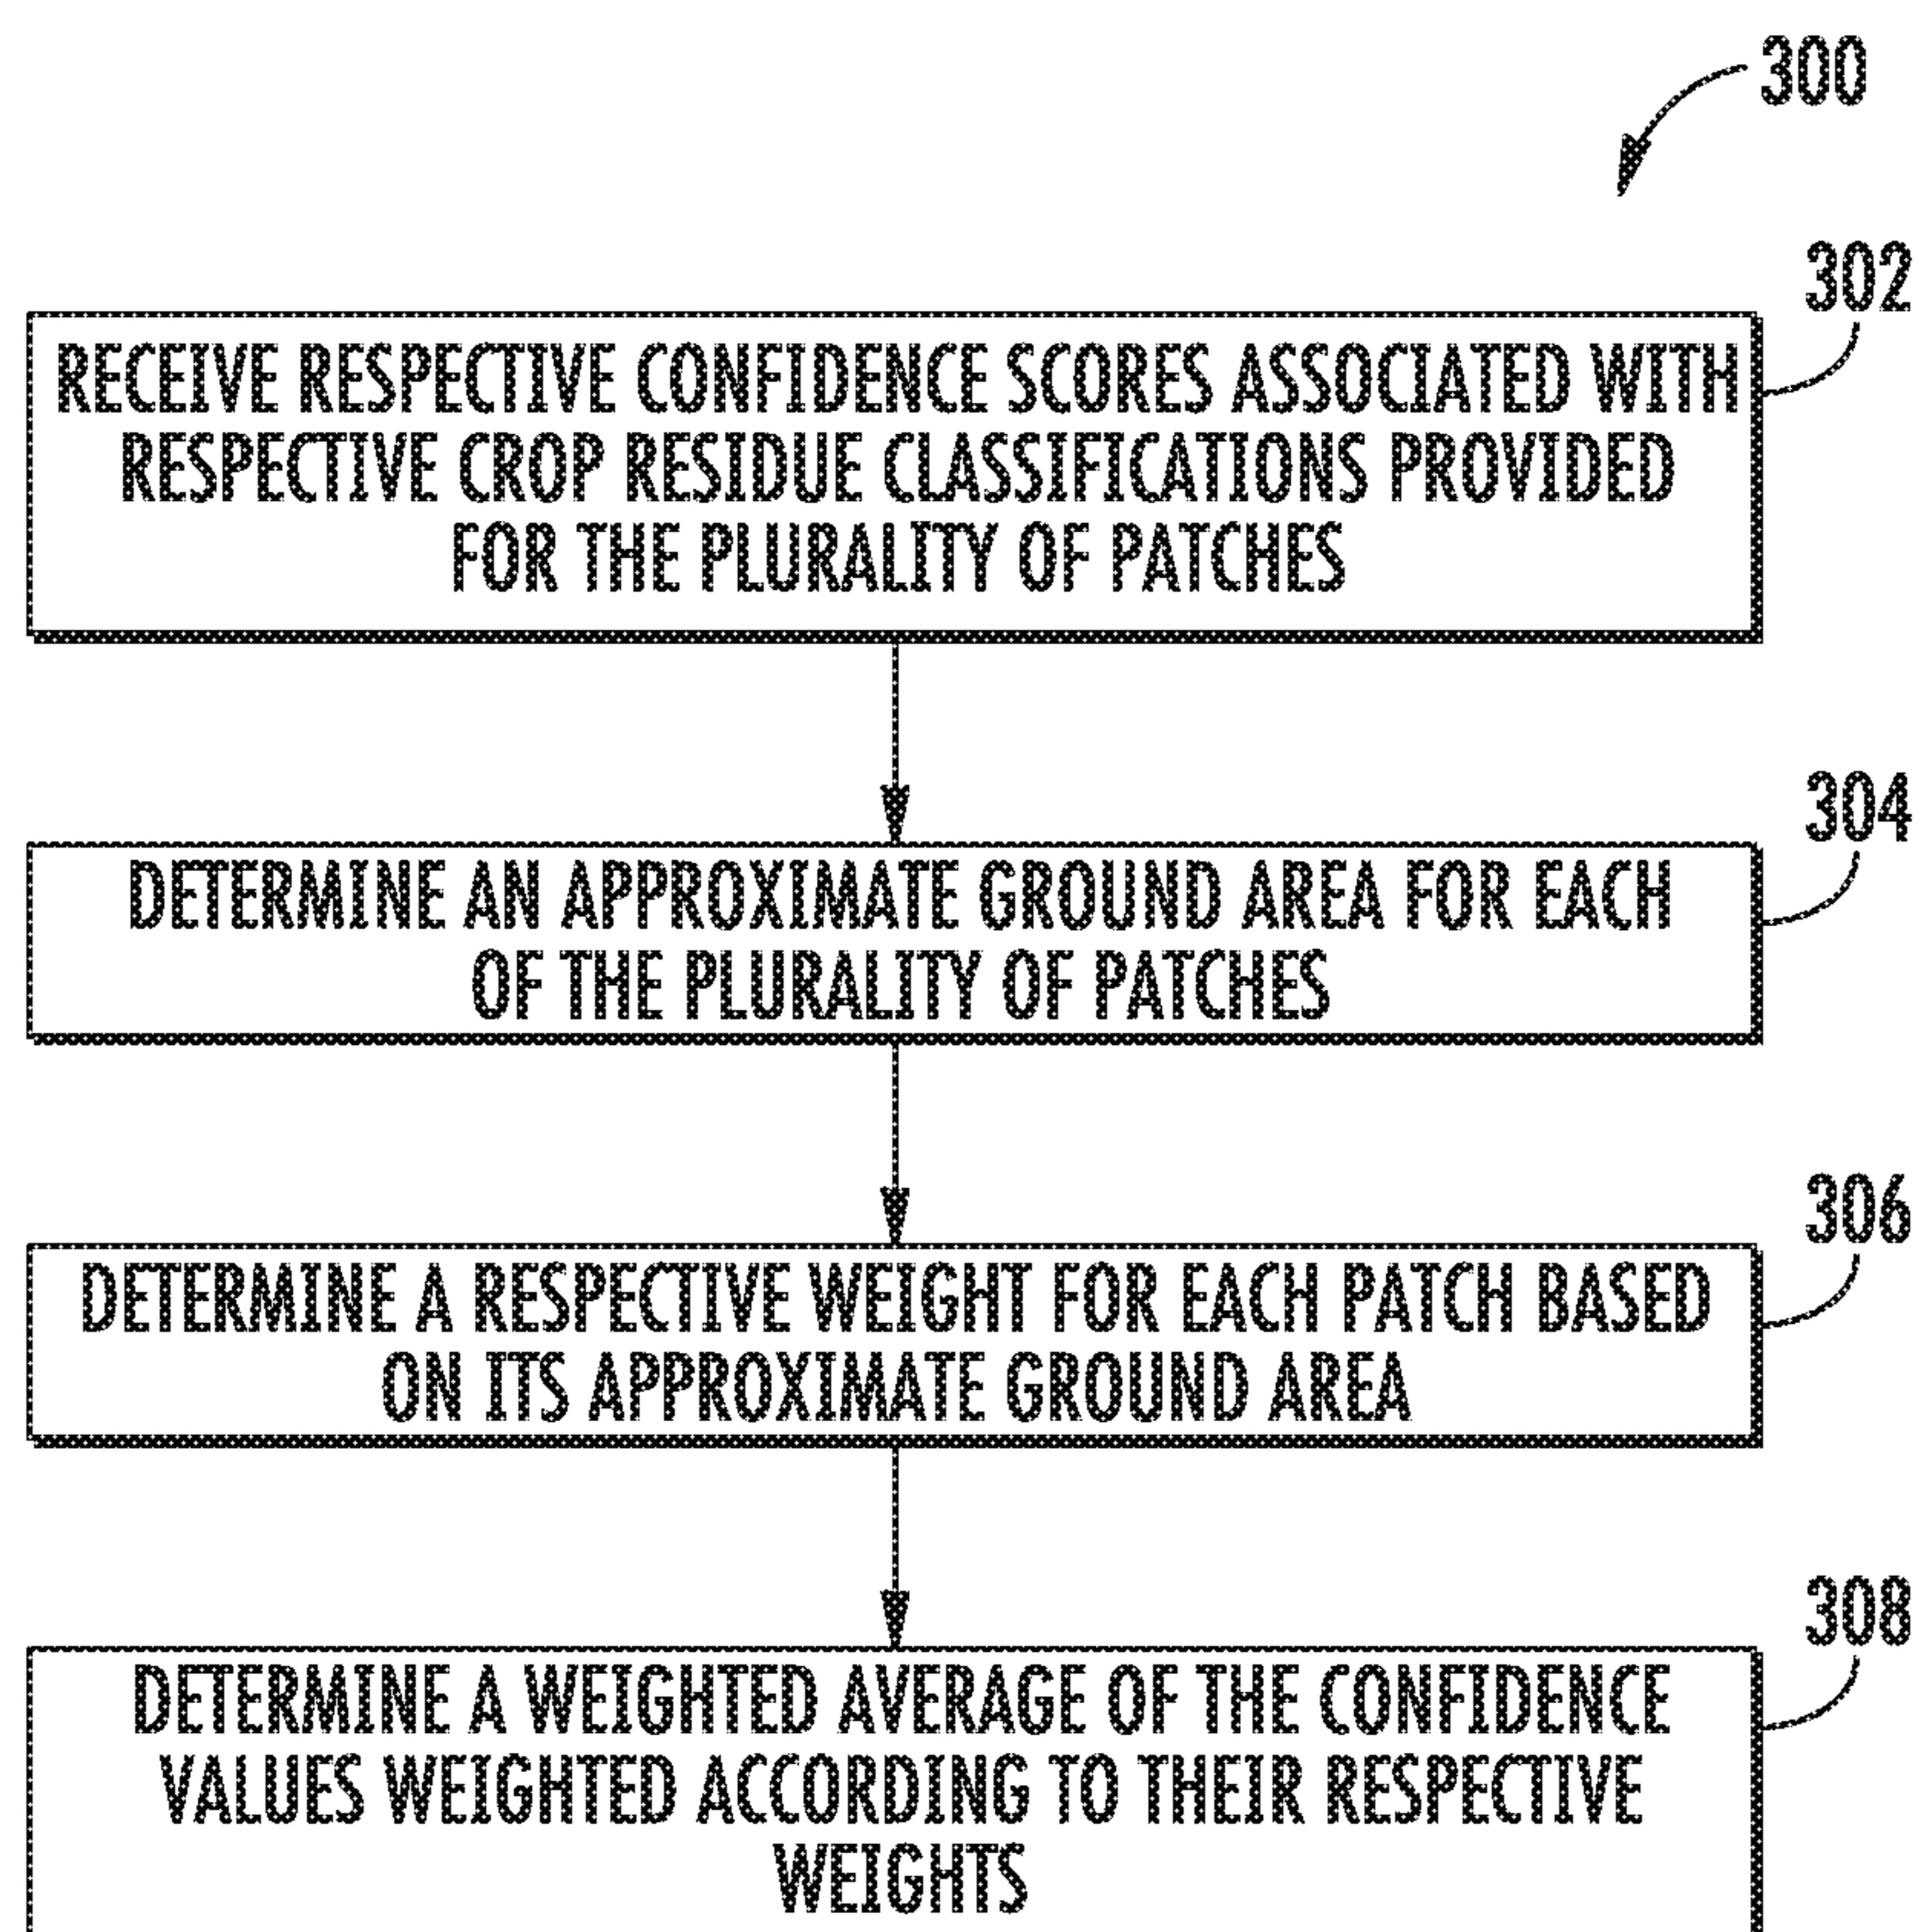 300
302
RECEIVE RESPECTIVE CONFIDENCE SCORES ASSOCIATED WITH
RESPECTIVE CROP RESIDUE CLASSIFICATIONS PROVIDED
FOR THE PLURALITY OF PATCHES
304
DETERMINE AN APPROXIMATE GROUND AREA FOR EACH
OF THE PLURALITY OF PATCHES
306
DETERMINE A RESPECTIVE WEIGHT FOR EACH PATCH BASED
ON ITS APPROXIMATE GROUND AREA
308
DETERMINE A WEIGHTED AVERAGE OF THE CONFIDENCE
VALUES WEIGHTED ACCORDING TO THEIR RESPECTIVE
WEIGHTS